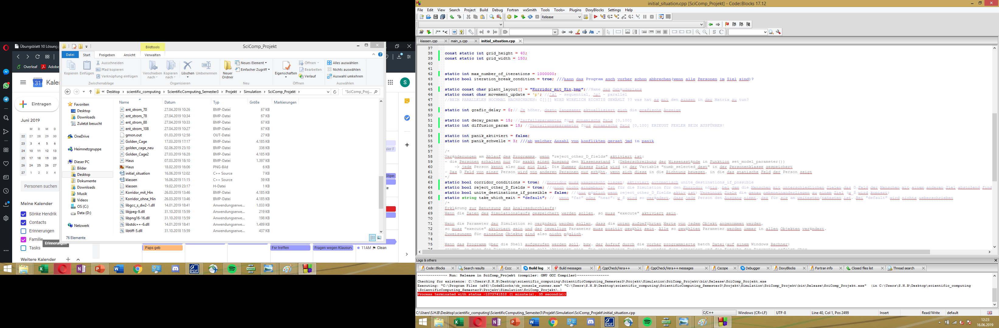 Übungsblatt 10 Lösung.
Overleaf
Adobe
31
Kalen
S
Eintragen
Juni 2019
M D M D
22 27 28 29 30
23 3 4 5 6
24 10 11 12 13
25 17 18 19 20
26 24 25 26 27
27 1 2 3 4
Personen suchen
Meine Kalender
Sönke Hendrik
Contacts
Erinnerungen
Familie
Erinnerungen
Tasks
Weitere Kalender
Paps geb
Fsr treffen
Fragen wegen Klausur
11AM Clean
aler F
Stiper
te
Bildtools
SciComp_Projekt
Datei Start Freigeben Ansicht Verwalten
Kopieren
Einfügen
Ausschneiden
Pfad kopieren
Verknüpfung einfügen
Zwischenablage
Verschieben nach
Kopieren nach
Löschen
Umbenennen
Organisieren
Neuer Ordner
Neues Element
Einfacher Zugriff
Neu
Eigenschaften
Öffnen
Bearbeiten
Verlauf
Öffnen
Alles auswählen
Nichts auswählen
Auswahl umkehren
Auswählen
« Desktop scientific_computing ScientificComputing_Semester3 Projekt Simulation SciComp_Projekt
"SciComp_Proj...
Favoriten
Desktop
Downloads
Zuletzt besucht
OneDrive
Heimnetzgruppe
Dieser PC
Bilder
Desktop
Dokumente
Downloads
Musik
Videos
OS (C:)
Data (D:)
Netzwerk
Name Datum Typ Größe Markierungen
ent_strom_70 27.04.2019 10:26 BMP-Datei 67 KB
ent_strom_78 27.04.2019 10:34 BMP-Datei 67 KB
ent_strom_88 27.04.2019 10:33 BMP-Datei 67 KB
ent_strom_108 27.04.2019 10:27 BMP-Datei 67 KB
gmon.out 01.03.2019 12:58 OUT-Datei 27 KB
Golden_Cage 17.03.2019 17:17 BMP-Datei 4.185 KB
golden_cage_neu 02.06.2019 23:10 BMP-Datei 336 KB
Golden_Cage2 27.03.2019 16:28 BMP-Datei 4.185 KB
Haus 07.03.2019 18:10 BMP-Datei 1.397 KB
Haus 18.02.2019 16:06 PNG-Bild 6 KB
initial_situation 16.06.2019 12:02 C++ Source 7 KB
klassen 16.06.2019 11:15 C++ Source 59 KB
klassen 19.02.2019 23:17 H-Datei 1 KB
Korridor_mit_Hin 26.03.2019 13:46 BMP-Datei 4.185 KB
Korridor_ohne_Hin 26.03.2019 13:46 BMP-Datei 4.185 KB
libgcc_s_dw2-1.dll 14.01.2019 18:41 Anwendungserwe... 1.033 KB
libjpeg-9.dll 31.10.2018 15:59 Anwendungserwe... 219 KB
libpng16-16.dll 31.10.2018 15:59 Anwendungserwe... 198 KB
libstdc++-6.dll 14.01.2019 18:41 Anwendungserwe... 1.489 KB
libtiff-5.dll 31.10.2018 15:59 Anwendungserwe... 437 KB
76 Elemente
initial_situation.cpp [SciComp_Projekt] - Code::Blocks 17.12
File Edit View Search Project Build Debug Fortran wxSmith Tools Tools+ Plugins DoxyBlocks Settings Help
Release
klassen.cpp main_s.cpp initial_situation.cpp
37
38 const static int grid_height = 40;
39 const static int grid_width = 150;
40
41
42 static int max_number_of_iterations = 1000000;
43 static bool iteration_break_condition = true; ///kann das Program auch vorher schon abbrechen(wenn alle Personen im Ziel sind)?
44
45 static const char plant_layout[] = "Korridor_mit_Hin.bmp";//Name des Gebäudeplans
46 static const char movement_update = 'p'; //'s' - sequential, 'p' - parallel
47 //BEIM PARALLELEN NOCHMAL NACHSCHAUEN: C[][] WIRD WIRKLICH RICHTIG GEWÄHLT ?? was hat es mit den einsen in der Matrix zu tun?
48
49 static int grafic_delay = 0;// Je höher, desto langsamer aktuallisiert sich die grafische Anzeige
50
51 static int decay_param = 15; //Zerfallsparameter fürs dynamische Feld [0,100]
52 static int diffusion_param = 15; //Verteilungsparameter fürs dynamische Feld [0,100] ERZEUGT FEHLER BEIM AUSFÜHREN!
53
54 static int panik_aktiviert = false;
55 static int panik_schwelle = 3; ///ab welcher Anzahl von konflikten geraet jmd in panik
56
57 /*
58 Veränderungen am Ablauf des Programms, wenn "reject_other_D_fields" aktiviert ist:
59 - die Personen erhalten nur für exakt einen Ausgang den Wissensstand 1 (Ueberschreibung der Wissensstände in Funktion set_model_parameter())
60 -> jede Person kennt also nur ein Ziel. Die Nummer dieses Ziels wird in der Variable "numb_selected_dest" in der Personenklasse gespeichert
61 - Das D Feld von einer Person wird von anderen Personen nur erhöht, wenn sich diese in die Richtung bewegen, in die das statische Feld der Person zeigt
62 */
63 static bool corridor_conditions = true; //Korridor muss waagerecht liegen; aktiviert automatisch unite_destinations_if_possible
64 static bool reject_other_D_fields = true; //(noch nicht eingebaut) Ist für die Simulation für den Korridor nötig, bei dem die Menschen mit unterschiedlichen Zielen das D Feld der Menschen mit einem anderen Ziel abstoßend find
65 static bool unite_destinations_if_possible = false; //(nur möglich wenn reject_other_D_fields aktiv ist) Vereinigt Ziele die genau nebeneinanderliegen zu einem Ziel (w_S wird kopiert)
66 static string take_which_exit = "default"; // wenn "far" oder "near": w_S wird so verändert, dass jede Person den Ausgang nimmt, der für sie am weitesten/nahesten ist. Bei "default" wird nichts ueberschrieben
67 /*
68 Erklärung zur Benutzung des Analysedurchlaufs:
69 Wenn die Daten des Simulationslaufs gespeichert werden sollen, so muss "execute" aktiviert sein.
70
71 Wenn die Parameter der Simulation so verändert werden sollen, dass die unten aufgeführten Werte von jedem Objekt angenommen werden,
72 so muss "execute" aktiviert sein und der jeweilige Parameter muss positiv gewählt sein. Alle so gewählten Parameter werden immer in allen Objekten verändert.
73 Zuweisungen für einzelne Objekte sind also nicht möglich.
74
75 Wenn das Programm über die Shell aufgerufen werden soll, bzw. der Aufruf durch die vorher programmierte batch Datei(auf einem Windows Rechner)
Logs & others
Code::Blocks Search results Cccc Build log Build messages CppCheck/Vera++ CppCheck/Vera++ messages Cscope Debugger DoxyBlocks Fortran info Closed files list Thread search
-------------- Run: Release in SciComp_Projekt (compiler: GNU GCC Compiler)---------------
Checking for existence: C:\Users\S.H.B\Desktop\scientific_computing\ScientificComputing_Semester3\Projekt\Simulation\SciComp_Projekt\bin\Release\SciComp_Projekt.exe
Executing: "C:\Program Files (x86)\CodeBlocks/cb_console_runner.exe" "C:\Users\S.H.B\Desktop\scientific_computing\ScientificComputing_Semester3\Projekt\Simulation\SciComp_Projekt\bin\Release\SciComp_Projekt.exe" (in C:\Users\S.H.B\Desktop\scientific_computing
\ScientificComputing_Semester3\Projekt\Simulation\SciComp_Projekt\.)
Process terminated with status -1073741510 (1 minute(s), 35 second(s))
C:\Users\S.H.B\Desktop\scientific_computing\ScientificComputing_Semester3\Projekt\Simulation\SciComp_Projekt\initial_situation.cpp C/C++ Windows (CR+LF) UTF-8 Line 40, Col 1, Pos 2499 Insert Read/Write default
12:23
16.06.2019